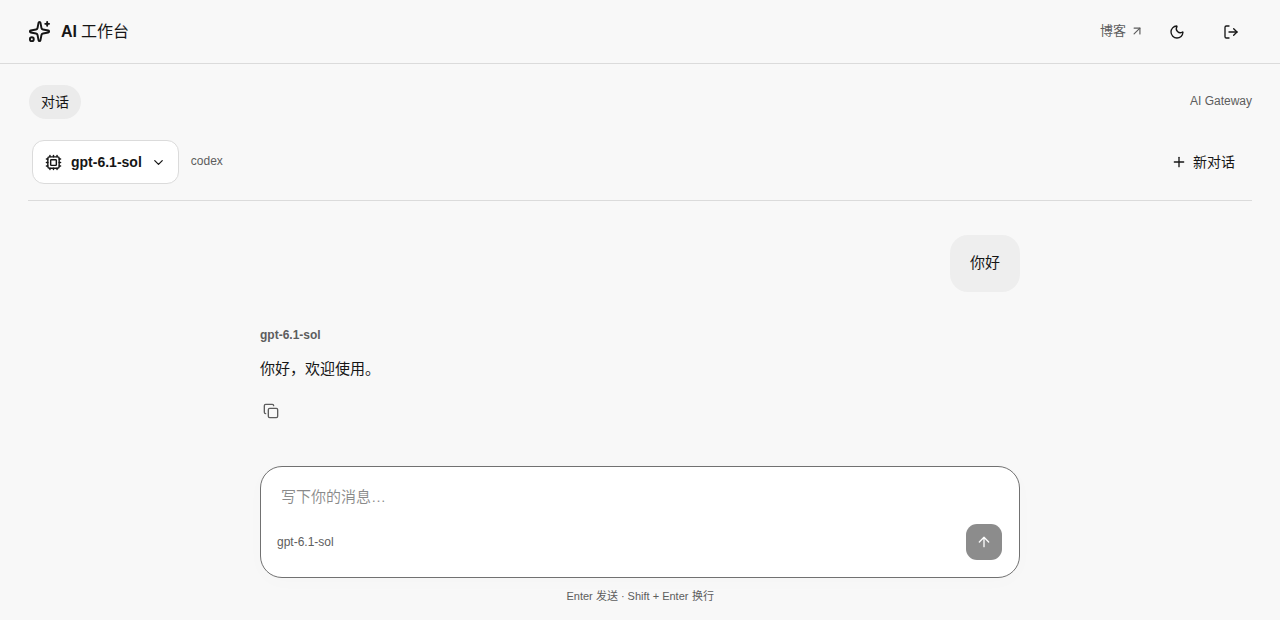 AI 工作台
博客
对话
AI Gateway
gpt-6.1-sol
codex
新对话
你好
gpt-6.1-sol
你好，欢迎使用。
写下你的消息…
gpt-6.1-sol
Enter 发送 · Shift + Enter 换行